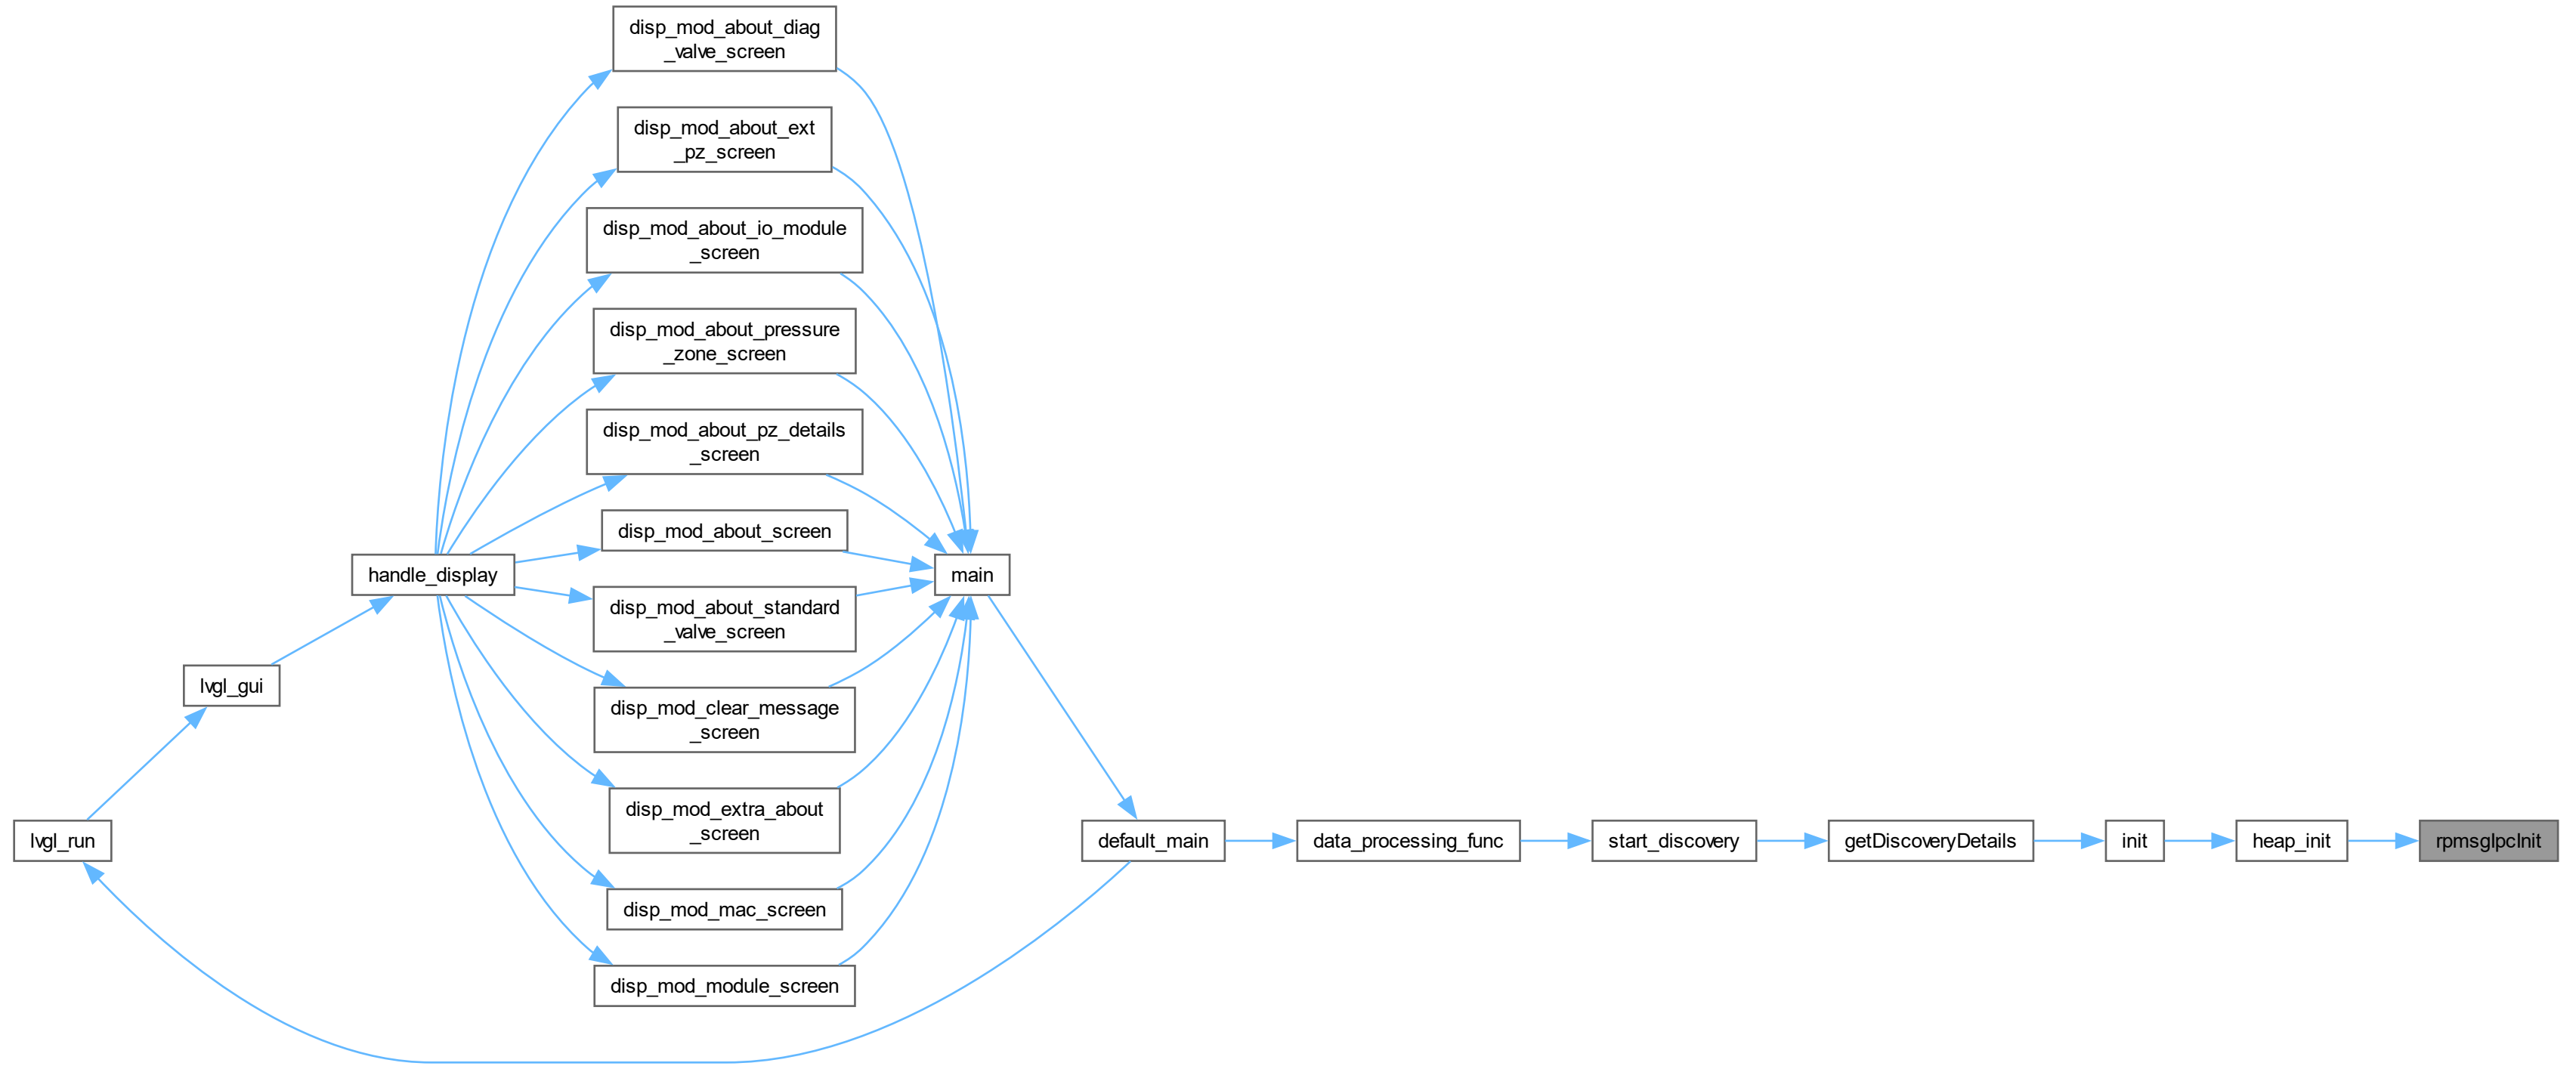 disp_mod_about_diag
_valve_screen
disp_mod_about_ext
_pz_screen
disp_mod_about_io_module
_screen
disp_mod_about_pressure
_zone_screen
disp_mod_about_pz_details
_screen
disp_mod_about_screen
handle_display
main
disp_mod_about_standard
_valve_screen
lvgl_gui
disp_mod_clear_message
_screen
disp_mod_extra_about
_screen
lvgl_run
default_main
data_processing_func
start_discovery
getDiscoveryDetails
init
heap_init
rpmsgIpcInit
disp_mod_mac_screen
disp_mod_module_screen